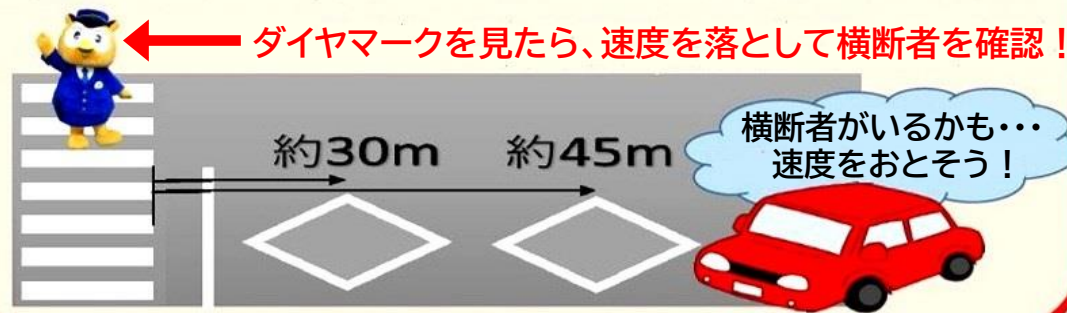 ダイヤマークを見たら、速度を落として横断者を確認！
横断者がいるかも・・・
速度をおとそう！
約30m
約45m